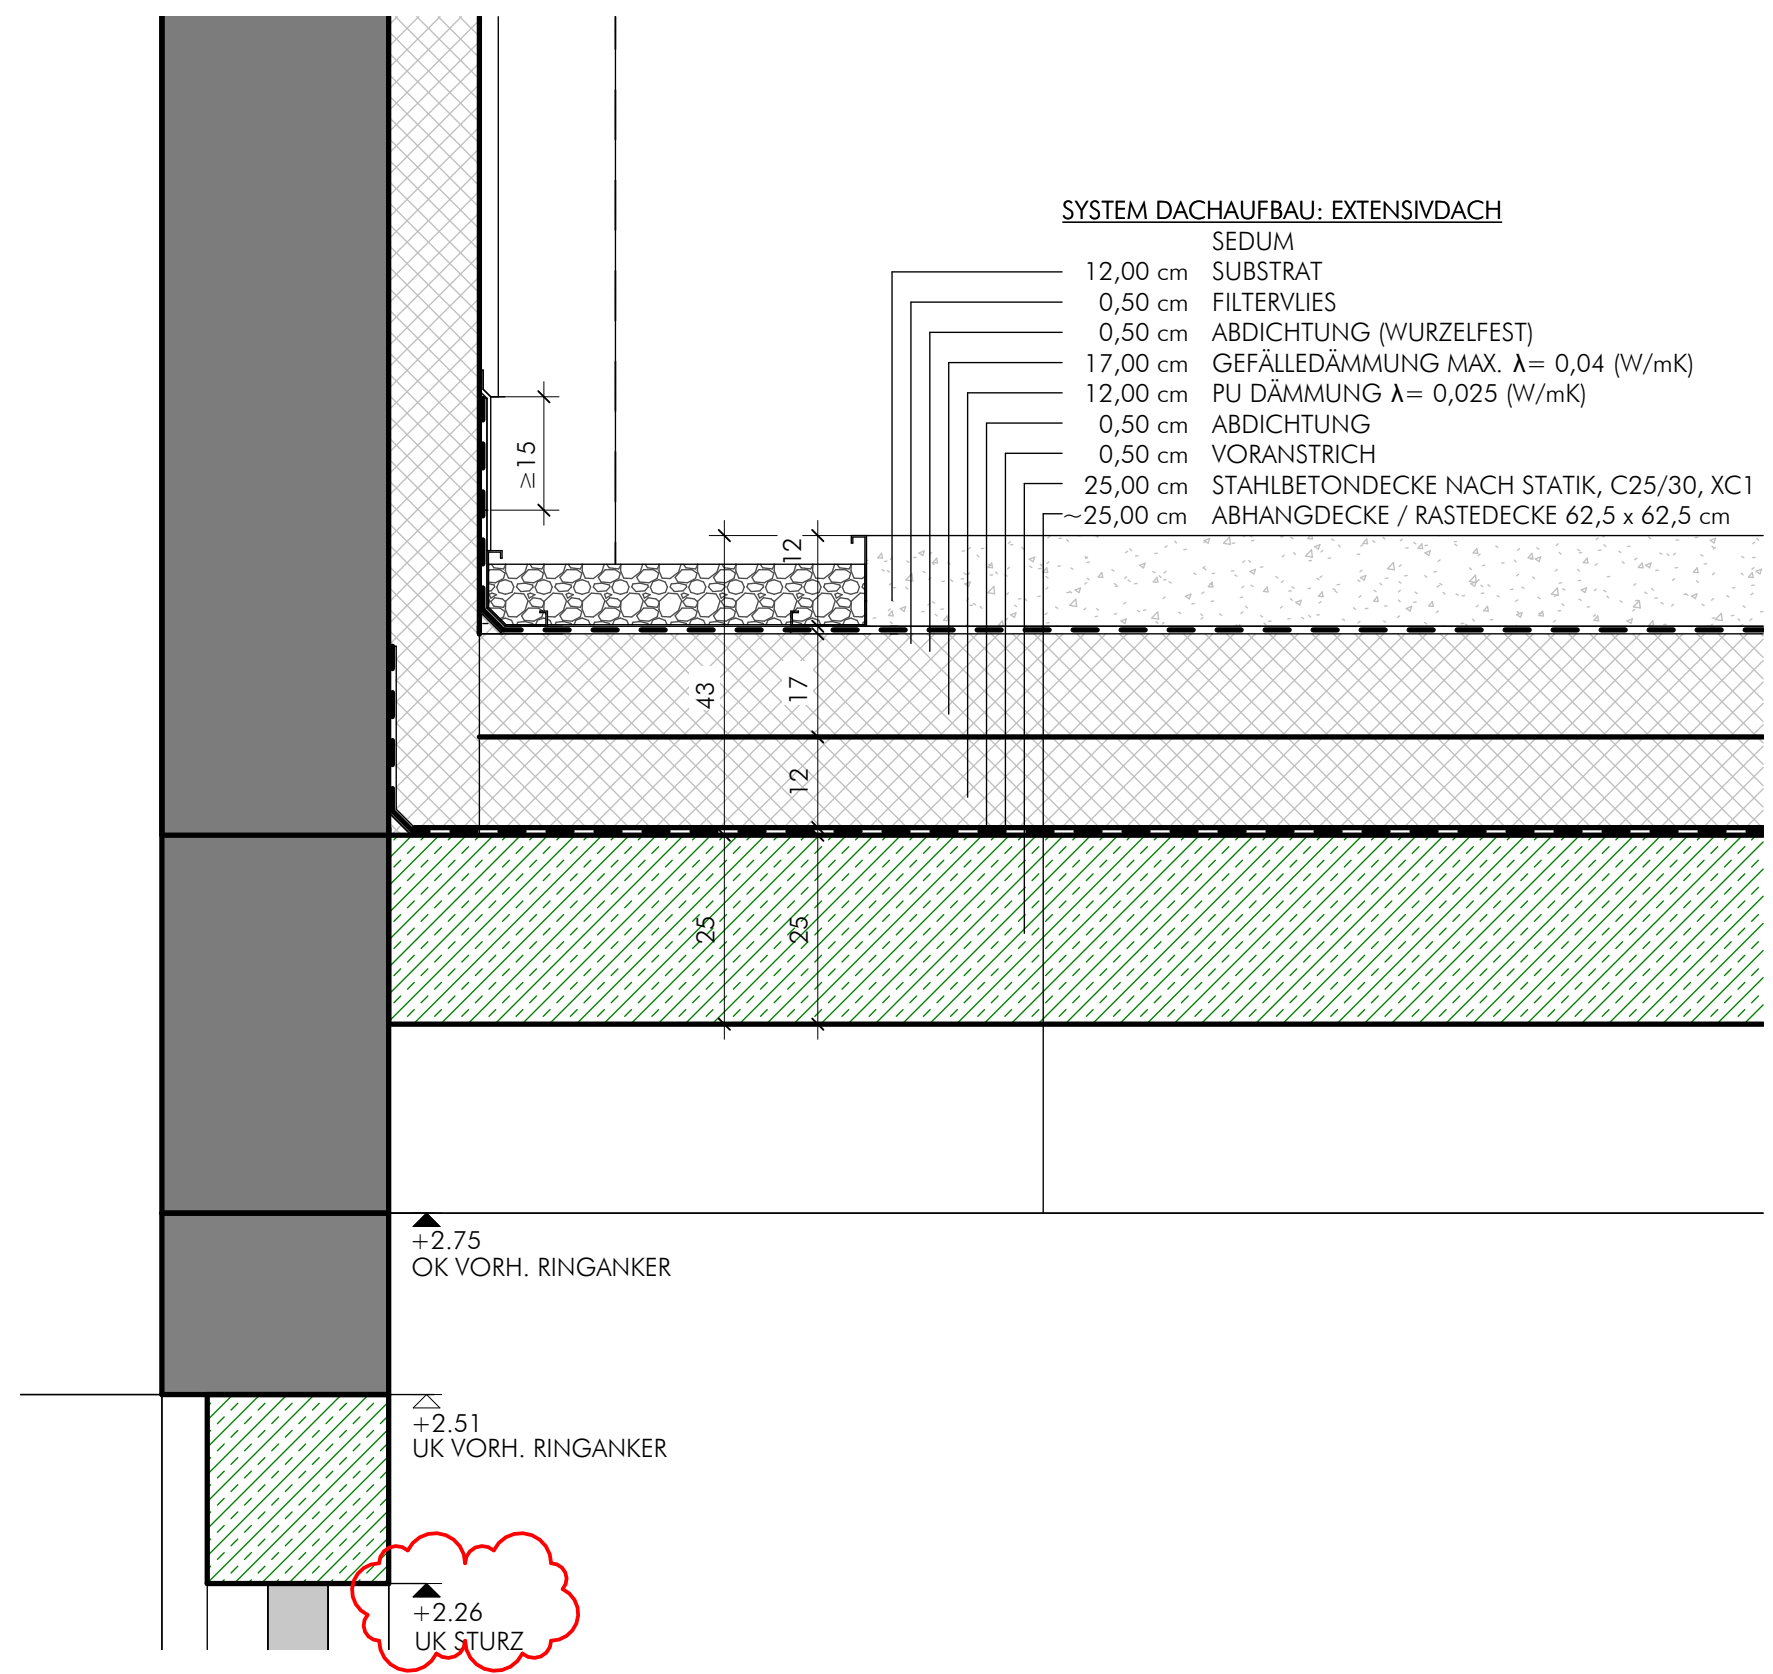 SYSTEM DACHAUFBAU: EXTENSIVDACH
SEDUM
12,00 cm SUBSTRAT
0,50 cm FILTERVLIES
0,50 cm ABDICHTUNG (WURZELFEST)
17,00 cm GEFÄLLEDÄMMUNG MAX. λ= 0,04 (W/mK)
12,00 cm PU DÄMMUNG λ= 0,025 (W/mK)
0,50 cm ABDICHTUNG
0,50 cm VORANSTRICH
25,00 cm STAHLBETONDECKE NACH STATIK, C25/30, XC1
~25,00 cm ABHANGDECKE / RASTEDECKE 62,5 x 62,5 cm
≥15
12
43
17
12
25
25
+2.75
OK VORH. RINGANKER
+2.51
UK VORH. RINGANKER
+2.26
UK STURZ